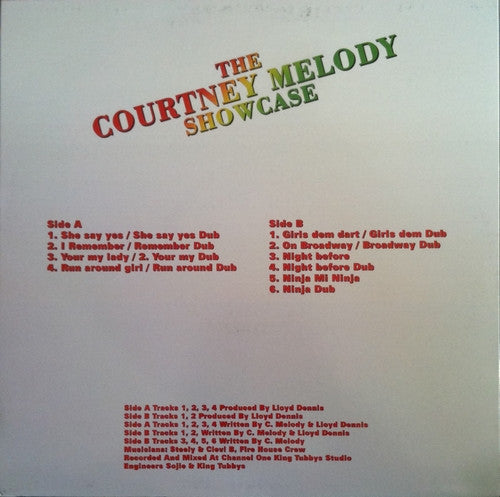 THE
COURTNEY MELODY
SHOWCASE
Side A
1. She say yes / She say yes Dub
2. I Remember / Remember Dub
3. Your my lady / 2. Your my Dub
4. Run around girl / Run around Dub
Side B
1. Girls dem dart / Girls dem Dub
2. On Broadway / Broadway Dub
3. Night before
4. Night before Dub
5. Ninja Mi Ninja
6. Ninja Dub
Side A Tracks 1, 2, 3, 4 Produced By Lloyd Dennis
Side B Tracks 1, 2 Produced By Lloyd Dennis
Side A Tracks 1, 2, 3, 4 Written By C. Melody & Lloyd Dennis
Side B Tracks 1, 2, Written By C. Melody & Lloyd Dennis
Side B Tracks 3, 4, 5, 6 Written By C. Melody
Musicians: Steely & Clevi B, Fire House Crew
Recorded And Mixed At Channel One King Tubbys Studio
Engineers Sojie & King Tubbys